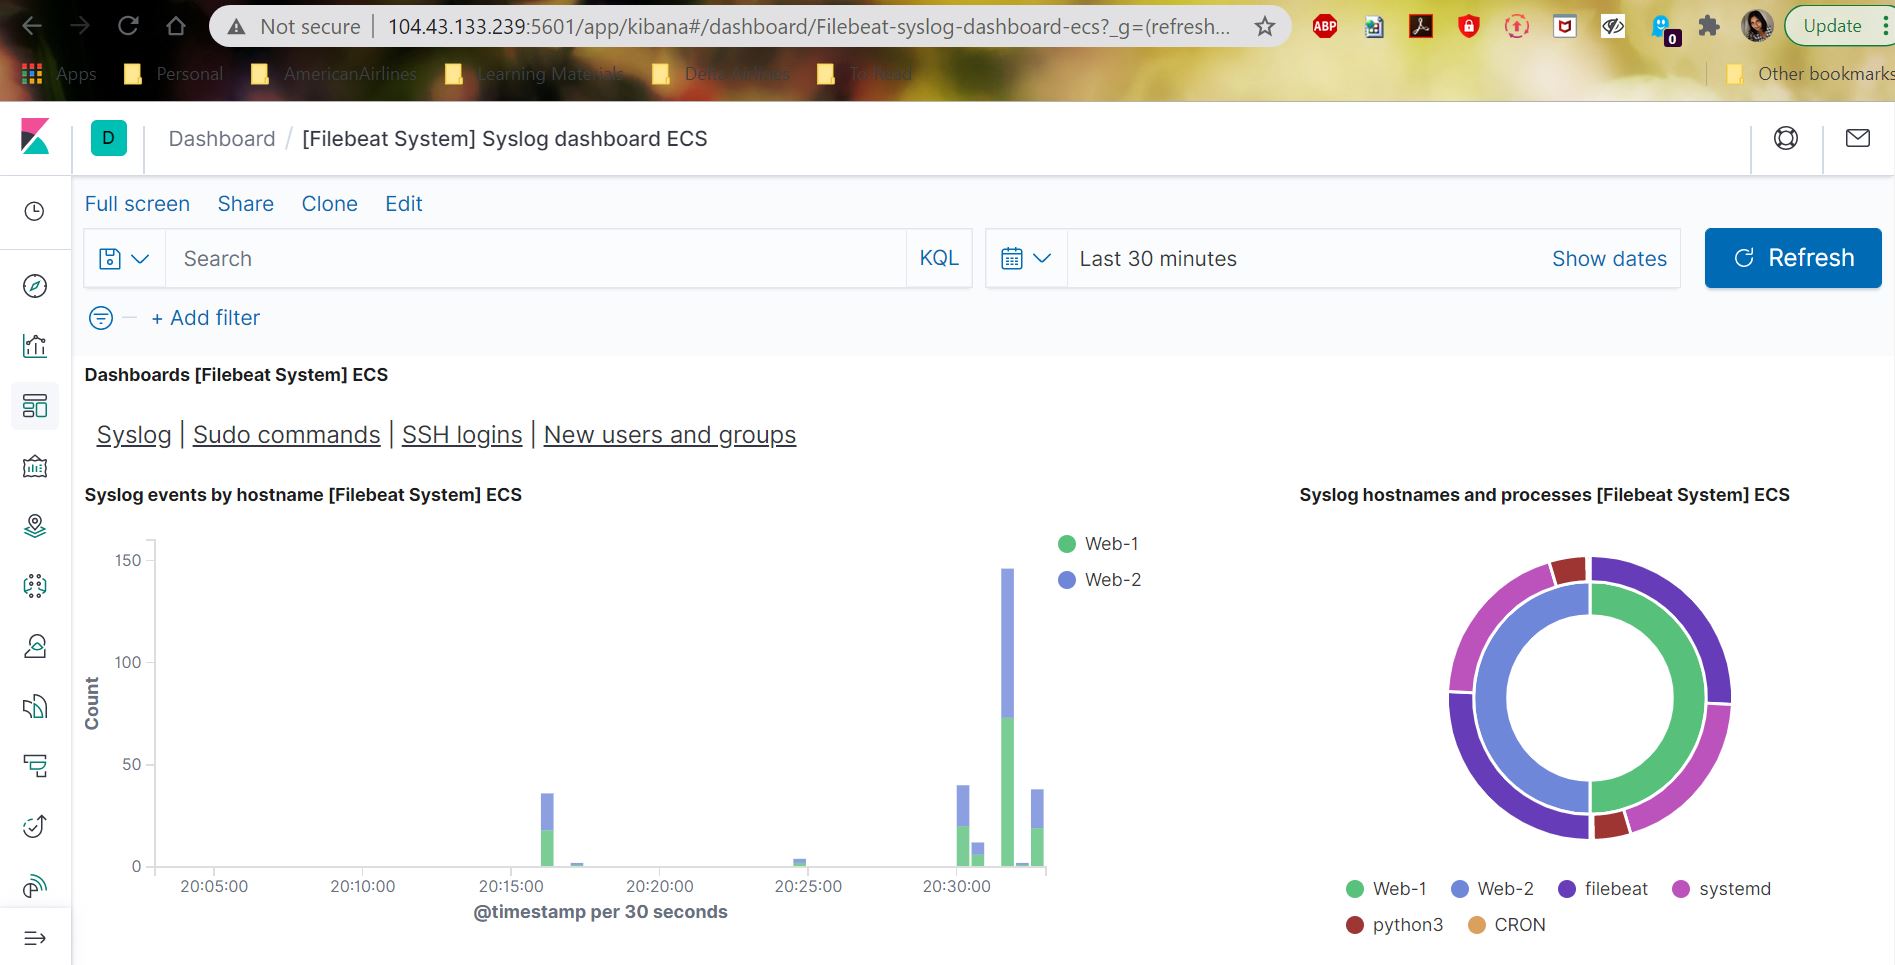 Not secure 104.43.133.239:5601/app/kibana#/dashboard/Filebeat-syslog-dashboard-ecs?_g=(refresh... ABP 0 Update
Apps Personal AmericanAirlines Learning Materials Delta Airlines To Read Other bookmarks
D Dashboard / [Filebeat System] Syslog dashboard ECS
Full screen Share Clone Edit
Search KQL Last 30 minutes Show dates Refresh
+ Add filter
Dashboards [Filebeat System] ECS
Syslog | Sudo commands | SSH logins | New users and groups
Syslog events by hostname [Filebeat System] ECS
150
100
50
0
Count
20:05:00 20:10:00 20:15:00 20:20:00 20:25:00 20:30:00
@timestamp per 30 seconds
Web-1
Web-2
Syslog hostnames and processes [Filebeat System] ECS
Web-1 Web-2 filebeat systemd
python3 CRON